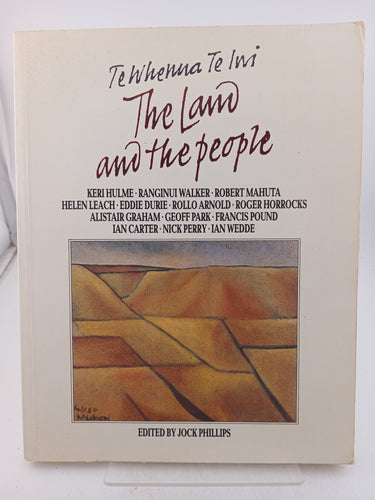 Te Whenua Te Iwi
The Land
and the people
KERI HULME · RANGINUI WALKER · ROBERT MAHUTA
HELEN LEACH · EDDIE DURIE · ROLLO ARNOLD · ROGER HORROCKS
ALISTAIR GRAHAM · GEOFF PARK · FRANCIS POUND
IAN CARTER · NICK PERRY · IAN WEDDE
McCahon
EDITED BY JOCK PHILLIPS